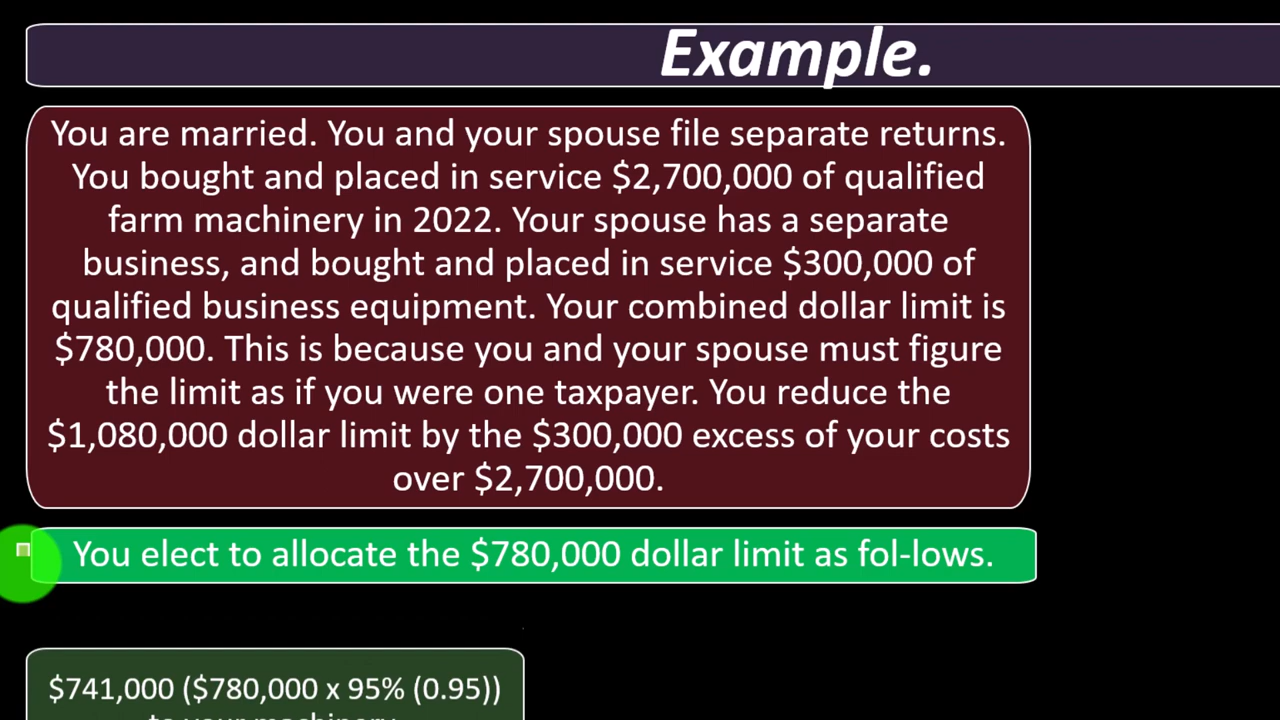 Example.
You are married. You and your spouse file separate returns.
You bought and placed in service $2,700,000 of qualified
farm machinery in 2022. Your spouse has a separate
business, and bought and placed in service $300,000 of
qualified business equipment. Your combined dollar limit is
$780,000. This is because you and your spouse must figure
the limit as if you were one taxpayer. You reduce the
$1,080,000 dollar limit by the $300,000 excess of your costs
over $2,700,000.
You elect to allocate the $780,000 dollar limit as fol-lows.
$741,000 ($780,000 x 95% (0.95))
to your machinery